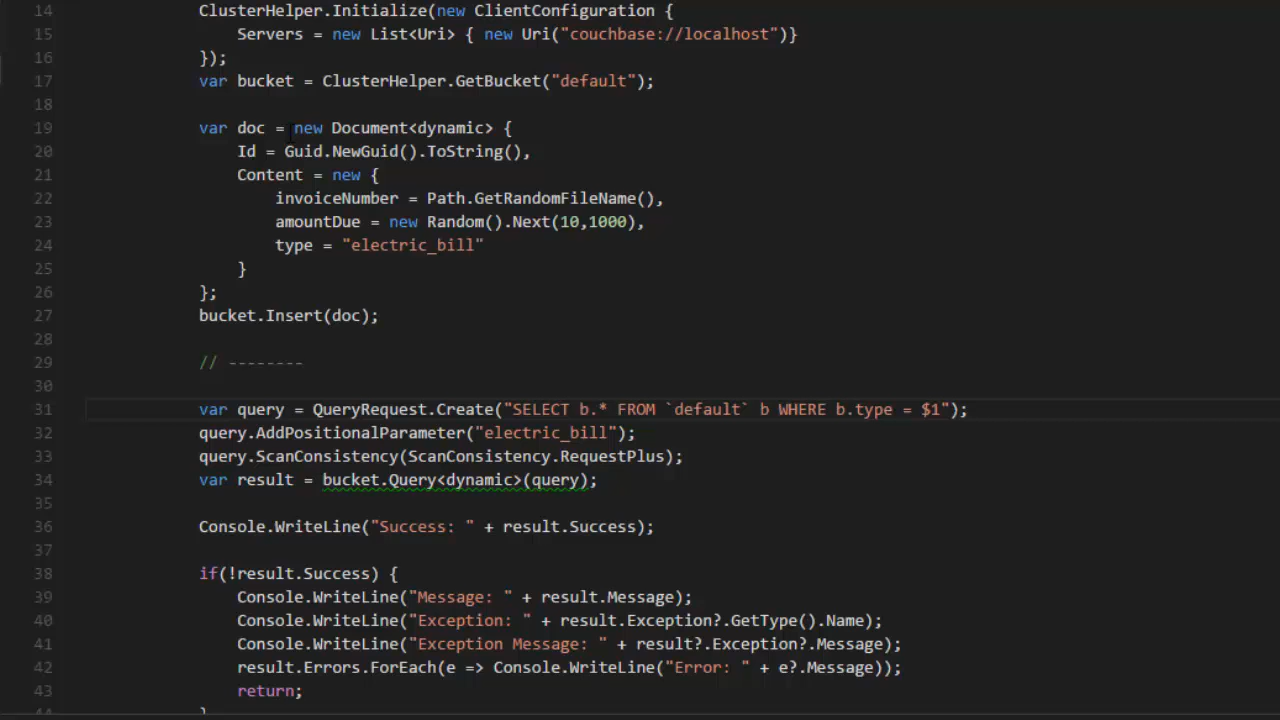 14 ClusterHelper.Initialize(new ClientConfiguration {
15 Servers = new List<Uri> { new Uri("couchbase://localhost")}
16 });
17 var bucket = ClusterHelper.GetBucket("default");
18
19 var doc = new Document<dynamic> {
20 Id = Guid.NewGuid().ToString(),
21 Content = new {
22 invoiceNumber = Path.GetRandomFileName(),
23 amountDue = new Random().Next(10,1000),
24 type = "electric_bill"
25 }
26 };
27 bucket.Insert(doc);
28
29 // --------
30
31 var query = QueryRequest.Create("SELECT b.* FROM `default` b WHERE b.type = $1");
32 query.AddPositionalParameter("electric_bill");
33 query.ScanConsistency(ScanConsistency.RequestPlus);
34 var result = bucket.Query<dynamic>(query);
35
36 Console.WriteLine("Success: " + result.Success);
37
38 if(!result.Success) {
39 Console.WriteLine("Message: " + result.Message);
40 Console.WriteLine("Exception: " + result.Exception?.GetType().Name);
41 Console.WriteLine("Exception Message: " + result?.Exception?.Message);
42 result.Errors.ForEach(e => Console.WriteLine("Error: " + e?.Message));
43 return;
44 }